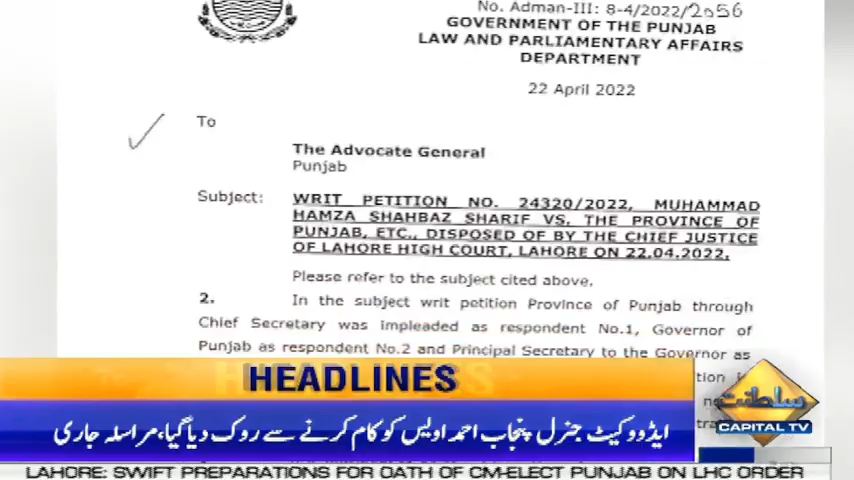 No. Adman-III: 8-4/2022/2056
GOVERNMENT OF THE PUNJAB
LAW AND PARLIAMENTARY AFFAIRS
DEPARTMENT
22 April 2022
To
The Advocate General
Punjab
Subject: WRIT PETITION NO. 24320/2022, MUHAMMAD
HAMZA SHAHBAZ SHARIF VS. THE PROVINCE OF
PUNJAB, ETC., DISPOSED OF BY THE CHIEF JUSTICE
OF LAHORE HIGH COURT, LAHORE ON 22.04.2022.
Please refer to the subject cited above.
2. In the subject writ petition Province of Punjab through
Chief Secretary was impleaded as respondent No.1, Governor of
Punjab as respondent No.2 and Principal Secretary to the Governor as
HEADLINES
ایڈووکیٹ جنرل پنجاب احمد اویس کو کام کرنے سے روک دیا گیا، مراسلہ جاری
ساطنت
CAPITAL TV
LAHORE: SWIFT PREPARATIONS FOR OATH OF CM-ELECT PUNJAB ON LHC ORDER